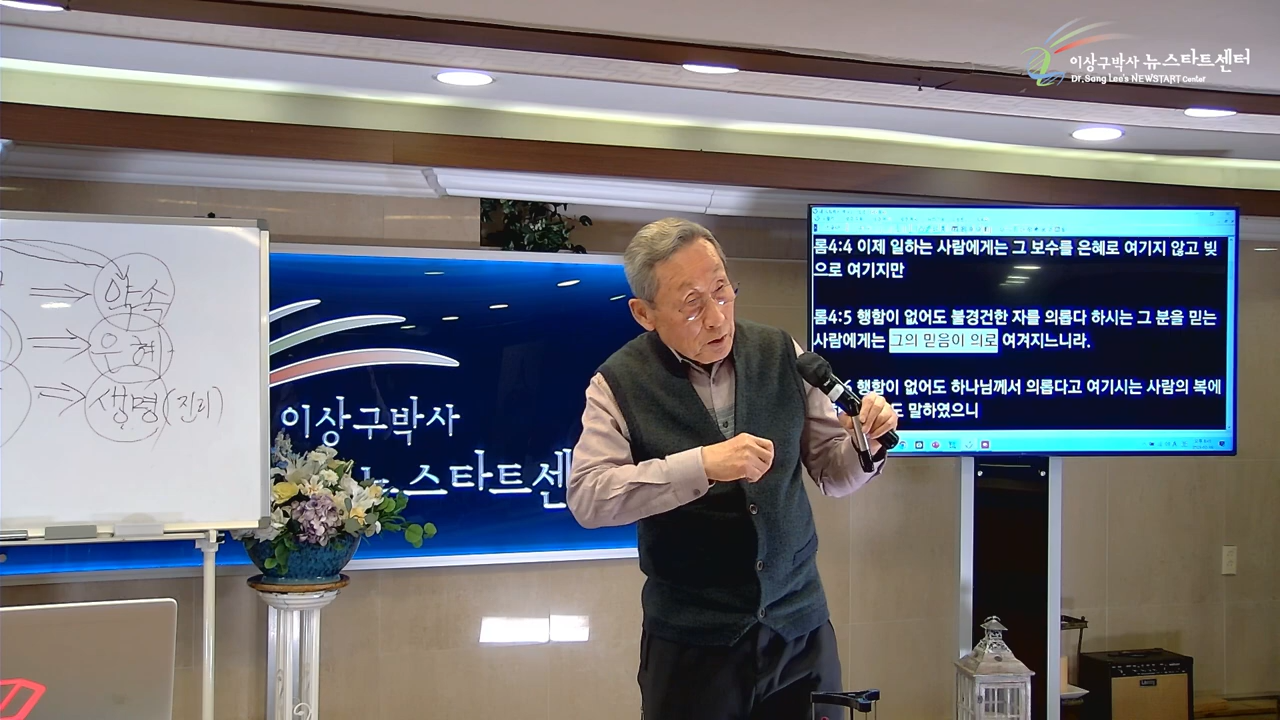 이상구박사 뉴스타트센터
Dr. Sang Lee's NEWSTART Center
약속
은혜
생명 (진리)
이상구박사
뉴스타트센
롬4:4 이제 일하는 사람에게는 그 보수를 은혜로 여기지 않고 빚
으로 여기지만
롬4:5 행함이 없어도 불경건한 자를 의롭다 하시는 그 분을 믿는
사람에게는 그의 믿음이 의로 여겨지느니라.
행함이 없어도 하나님께서 의롭다고 여기시는 사람의 복에
말하였으니